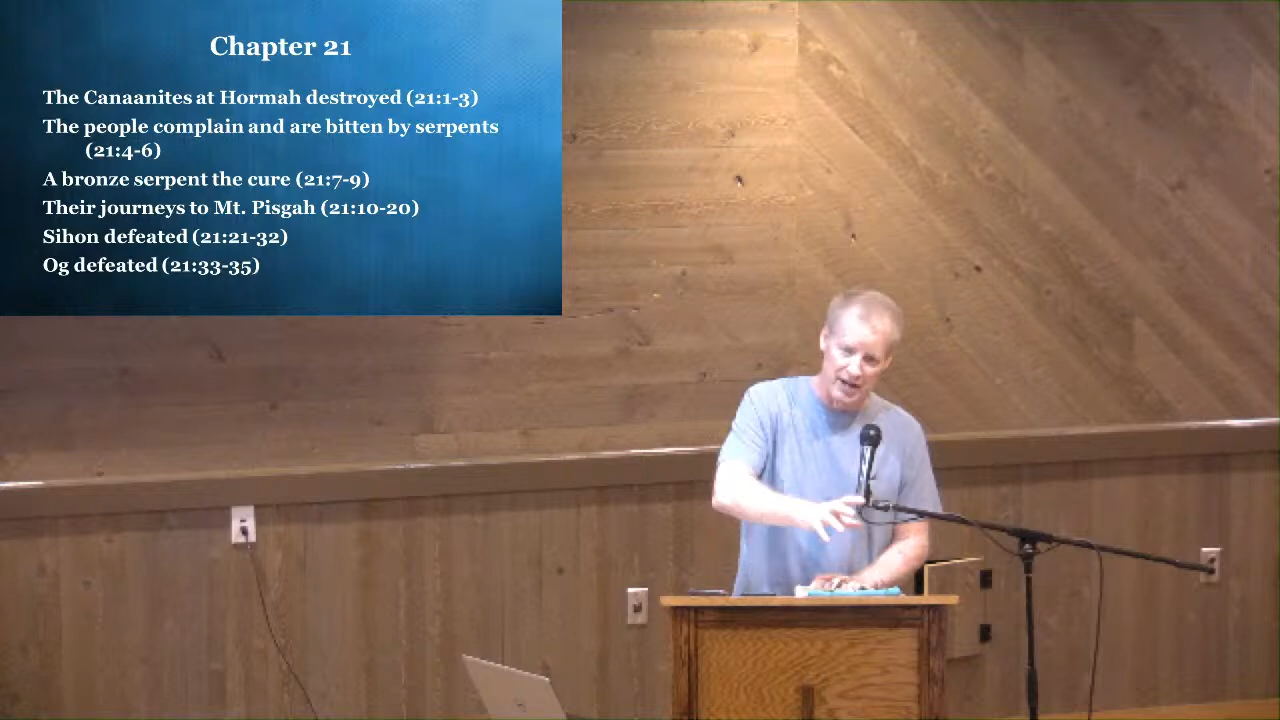 Chapter 21
The Canaanites at Hormah destroyed (21:1-3)
The people complain and are bitten by serpents
(21:4-6)
A bronze serpent the cure (21:7-9)
Their journeys to Mt. Pisgah (21:10-20)
Sihon defeated (21:21-32)
Og defeated (21:33-35)